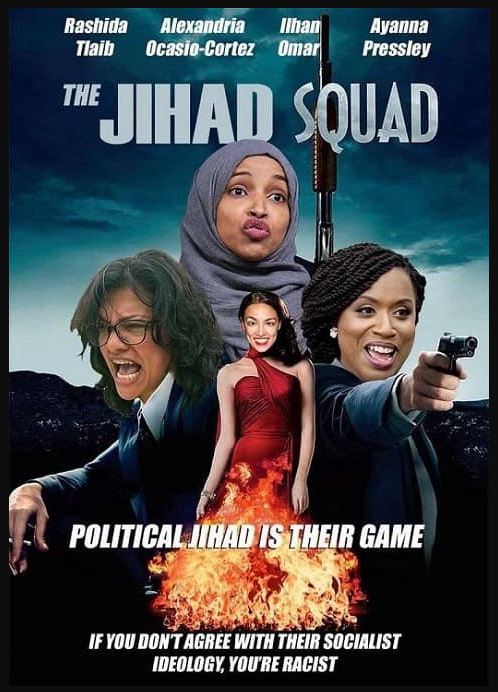 Rashida Alexandria Ilhan Ayanna
Tlaib Ocasio-Cortez Omar Pressley
THE JIHAD SQUAD
POLITICAL JIHAD IS THEIR GAME
IF YOU DON'T AGREE WITH THEIR SOCIALIST
IDEOLOGY, YOU'RE RACIST